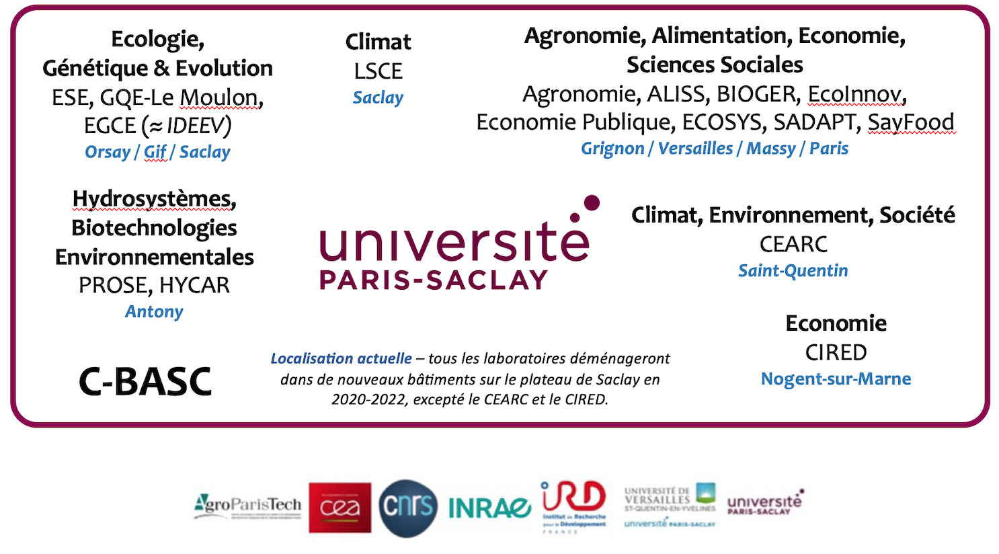 Ecologie,
Génétique & Evolution
ESE, GQE-Le Moulon,
EGCE (≈ IDEEV)
Orsay / Gif / Saclay
Climat
LSCE
Saclay
Agronomie, Alimentation, Economie,
Sciences Sociales
Agronomie, ALISS, BIOGER, EcoInnov,
Economie Publique, ECOSYS, SADAPT, SayFood
Grignon / Versailles / Massy / Paris
Hydrosystèmes,
Biotechnologies
Environnementales
PROSE, HYCAR
Antony
université
PARIS-SACLAY
Climat, Environnement, Société
CEARC
Saint-Quentin
Economie
CIRED
Nogent-sur-Marne
C-BASC
Localisation actuelle – tous les laboratoires déménageront
dans de nouveaux bâtiments sur le plateau de Saclay en
2020-2022, excepté le CEARC et le CIRED.
AgroParisTech
cea
cnrs
INRAE
iRD
Institut de Recherche
pour le Développement
FRANCE
UNIVERSITÉ DE
VERSAILLES
ST-QUENTIN-EN-YVELINES
université PARIS-SACLAY
université
PARIS-SACLAY